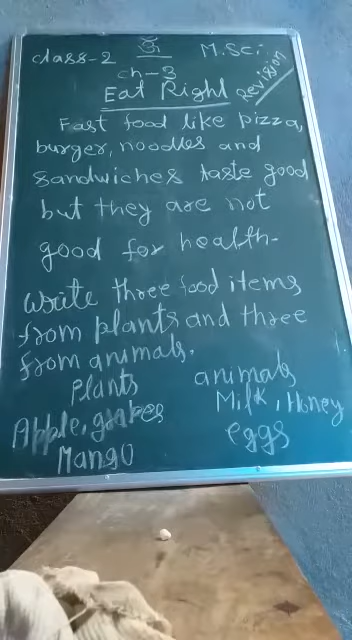 class-2 ॐ M.Sci
ch-3
Eat Right Revision
Fast food like pizza,
burger, noodles and
sandwiches taste good
but they are not
good for health.
Write three food items
from plants and three
from animals.
Plants animals
Apple, grakes Milk, Honey
Mango eggs